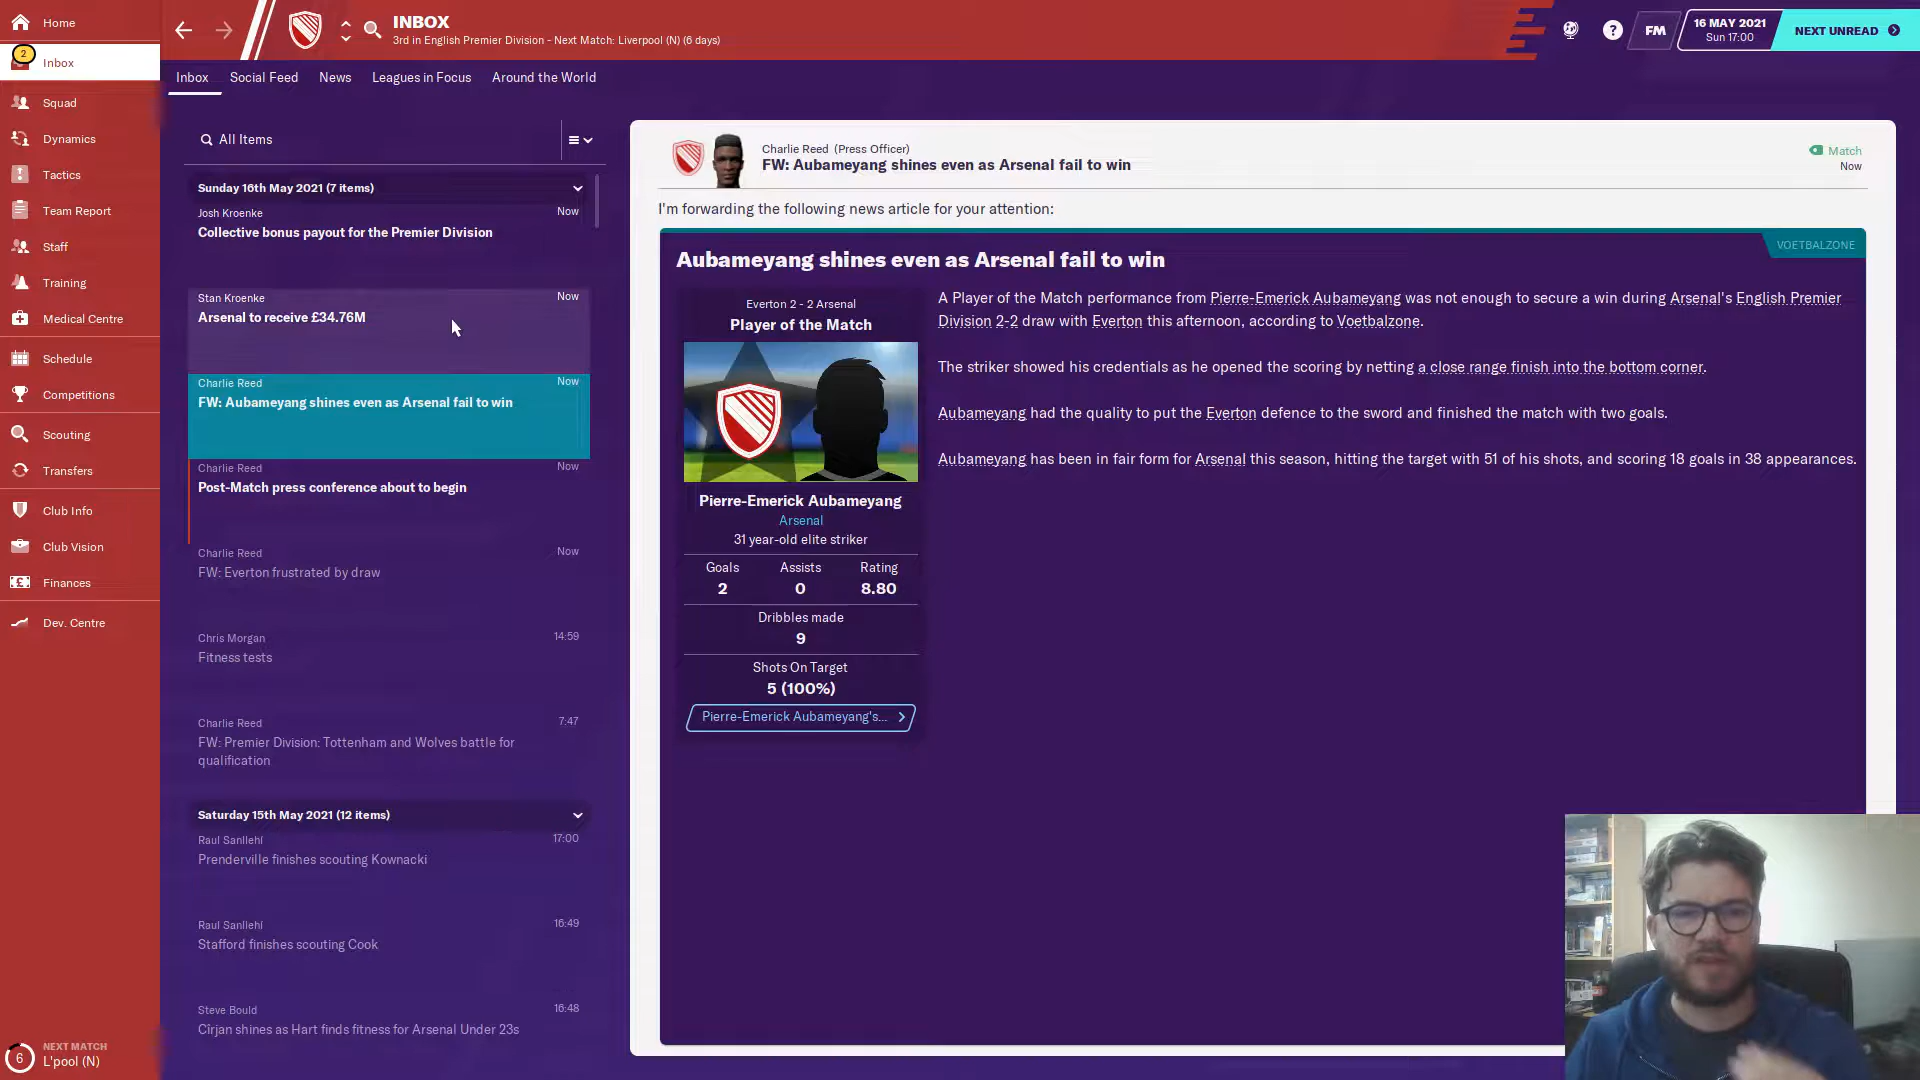 Home
INBOX
3rd in English Premier Division - Next Match: Liverpool (N) (6 days)
?
FM
16 MAY 2021
Sun 17:00
NEXT UNREAD
2
Inbox
Squad
Dynamics
Tactics
Team Report
Staff
Training
Medical Centre
Schedule
Competitions
Scouting
Transfers
Club Info
Club Vision
Finances
Dev. Centre
6
NEXT MATCH
L'pool (N)
Inbox
Social Feed
News
Leagues in Focus
Around the World
All Items
Sunday 16th May 2021 (7 items)
Josh Kroenke
Now
Collective bonus payout for the Premier Division
Stan Kroenke
Now
Arsenal to receive £34.76M
Charlie Reed
Now
FW: Aubameyang shines even as Arsenal fail to win
Charlie Reed
Now
Post-Match press conference about to begin
Charlie Reed
Now
FW: Everton frustrated by draw
Chris Morgan
14:59
Fitness tests
Charlie Reed
7:47
FW: Premier Division: Tottenham and Wolves battle for
qualification
Saturday 15th May 2021 (12 items)
Raul Sanllehí
17:00
Prenderville finishes scouting Kownacki
Raul Sanllehí
16:49
Stafford finishes scouting Cook
Steve Bould
16:48
Cîrjan shines as Hart finds fitness for Arsenal Under 23s
Charlie Reed (Press Officer)
FW: Aubameyang shines even as Arsenal fail to win
Match
Now
I'm forwarding the following news article for your attention:
VOETBALZONE
Aubameyang shines even as Arsenal fail to win
Everton 2 - 2 Arsenal
Player of the Match
Pierre-Emerick Aubameyang
Arsenal
31 year-old elite striker
Goals
Assists
Rating
2
0
8.80
Dribbles made
9
Shots On Target
5 (100%)
Pierre-Emerick Aubameyang's...
A Player of the Match performance from Pierre-Emerick Aubameyang was not enough to secure a win during Arsenal's English Premier
Division 2-2 draw with Everton this afternoon, according to Voetbalzone.
The striker showed his credentials as he opened the scoring by netting a close range finish into the bottom corner.
Aubameyang had the quality to put the Everton defence to the sword and finished the match with two goals.
Aubameyang has been in fair form for Arsenal this season, hitting the target with 51 of his shots, and scoring 18 goals in 38 appearances.